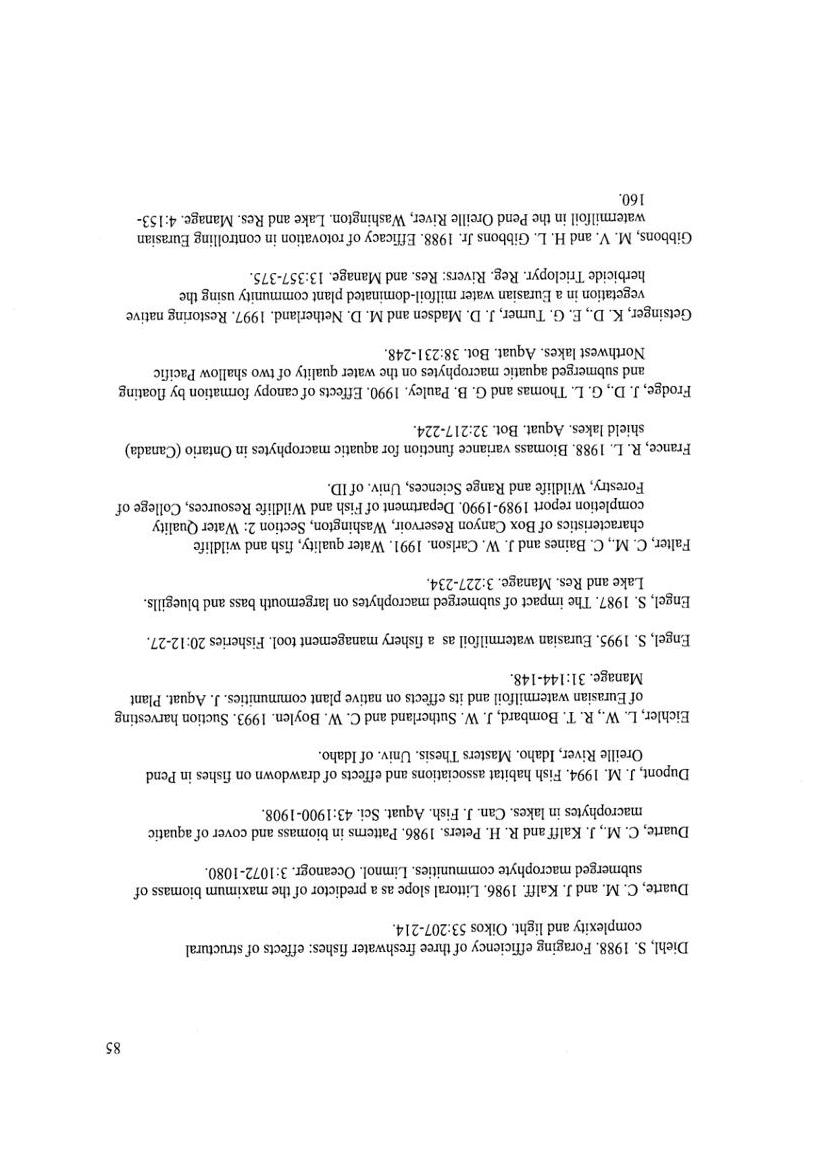 85
Diehl, S. 1988. Foraging efficiency of three freshwater fishes: effects of structural
complexity and light. Oikos 53:207-214.
Duarte, C. M. and J. Kalff. 1986. Littoral slope as a predictor of the maximum biomass of
submerged macrophyte communities. Limnol. Oceanogr. 3:1072-1080.
Duarte, C. M., J. Kalff and R. H. Peters. 1986. Patterns in biomass and cover of aquatic
macrophytes in lakes. Can. J. Fish. Aquat. Sci. 43:1900-1908.
Dupont, J. M. 1994. Fish habitat associations and effects of drawdown on fishes in Pend
Oreille River, Idaho. Masters Thesis. Univ. of Idaho.
Eichler, L. W., R. T. Bombard, J. W. Sutherland and C. W. Boylen. 1993. Suction harvesting
of Eurasian watermilfoil and its effects on native plant communities. J. Aquat. Plant
Manage. 31:144-148.
Engel, S. 1995. Eurasian watermilfoil as a fishery management tool. Fisheries 20:12-27.
Engel, S. 1987. The impact of submerged macrophytes on largemouth bass and bluegills.
Lake and Res. Manage. 3:227-234.
Falter, C. M., C. Baines and J. W. Carlson. 1991. Water quality, fish and wildlife
characteristics of Box Canyon Reservoir, Washington, Section 2: Water Quality
completion report 1989-1990. Department of Fish and Wildlife Resources, College of
Forestry, Wildlife and Range Sciences, Univ. of ID.
France, R. L. 1988. Biomass variance function for aquatic macrophytes in Ontario (Canada)
shield lakes. Aquat. Bot. 32:217-224.
Frodge, J. D., G. L. Thomas and G. B. Pauley. 1990. Effects of canopy formation by floating
and submerged aquatic macrophytes on the water quality of two shallow Pacific
Northwest lakes. Aquat. Bot. 38:231-248.
Getsinger, K. D., E. G. Turner, J. D. Madsen and M. D. Netherland. 1997. Restoring native
vegetation in a Eurasian water milfoil-dominated plant community using the
herbicide Triclopyr. Reg. Rivers: Res. and Manage. 13:357-375.
Gibbons, M. V. and H. L. Gibbons Jr. 1988. Efficacy of rotovation in controlling Eurasian
watermilfoil in the Pend Oreille River, Washington. Lake and Res. Manage. 4:153-
160.